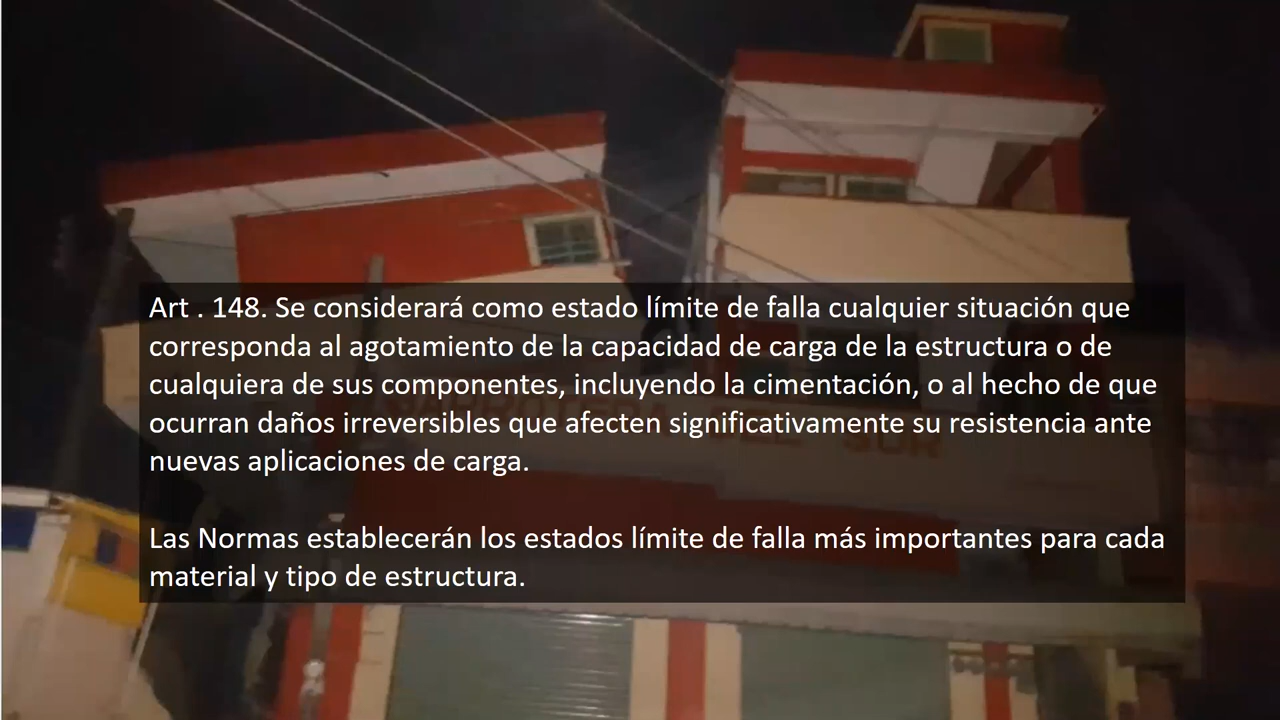 Art . 148. Se considerará como estado límite de falla cualquier situación que
corresponda al agotamiento de la capacidad de carga de la estructura o de
cualquiera de sus componentes, incluyendo la cimentación, o al hecho de que
ocurran daños irreversibles que afecten significativamente su resistencia ante
nuevas aplicaciones de carga.
Las Normas establecerán los estados límite de falla más importantes para cada
material y tipo de estructura.